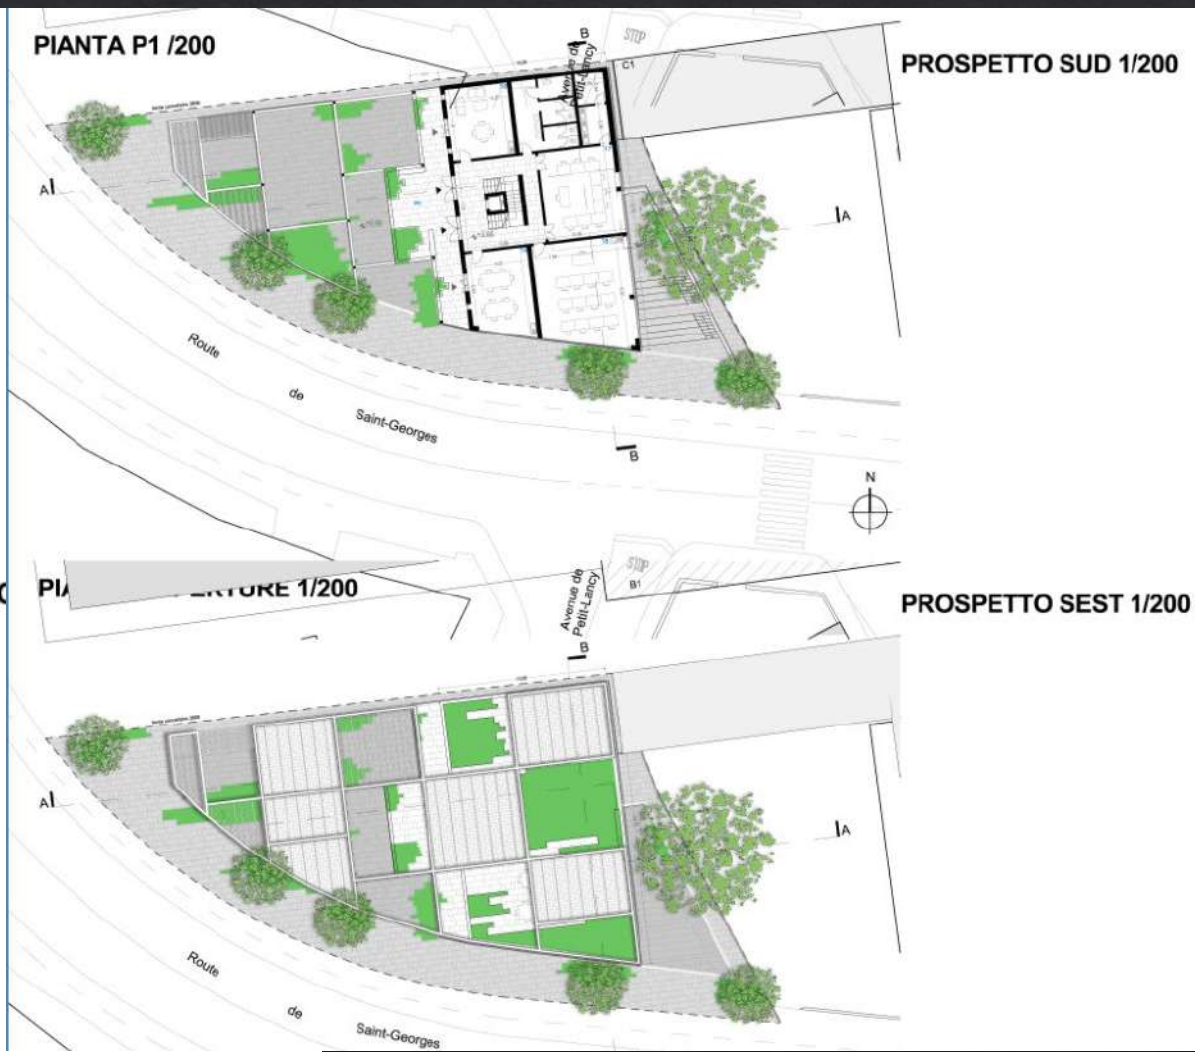 PIANTA P1 /200
PROSPETTO SUD 1/200
B
STOP
Avenue de
Petit-Lancy
C1
A
A
Route
de
Saint-Georges
B
N
PIA
ERTURE 1/200
PROSPETTO SEST 1/200
STOP
B1
Avenue de
Petit-Lancy
B
A
A
Route
de
Saint-Georges